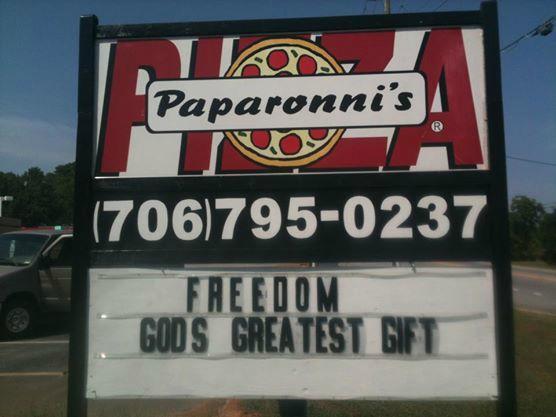 PIZZA
Paparonni's
®
(706)795-0237
FREEDOM
GODS GREATEST GIFT